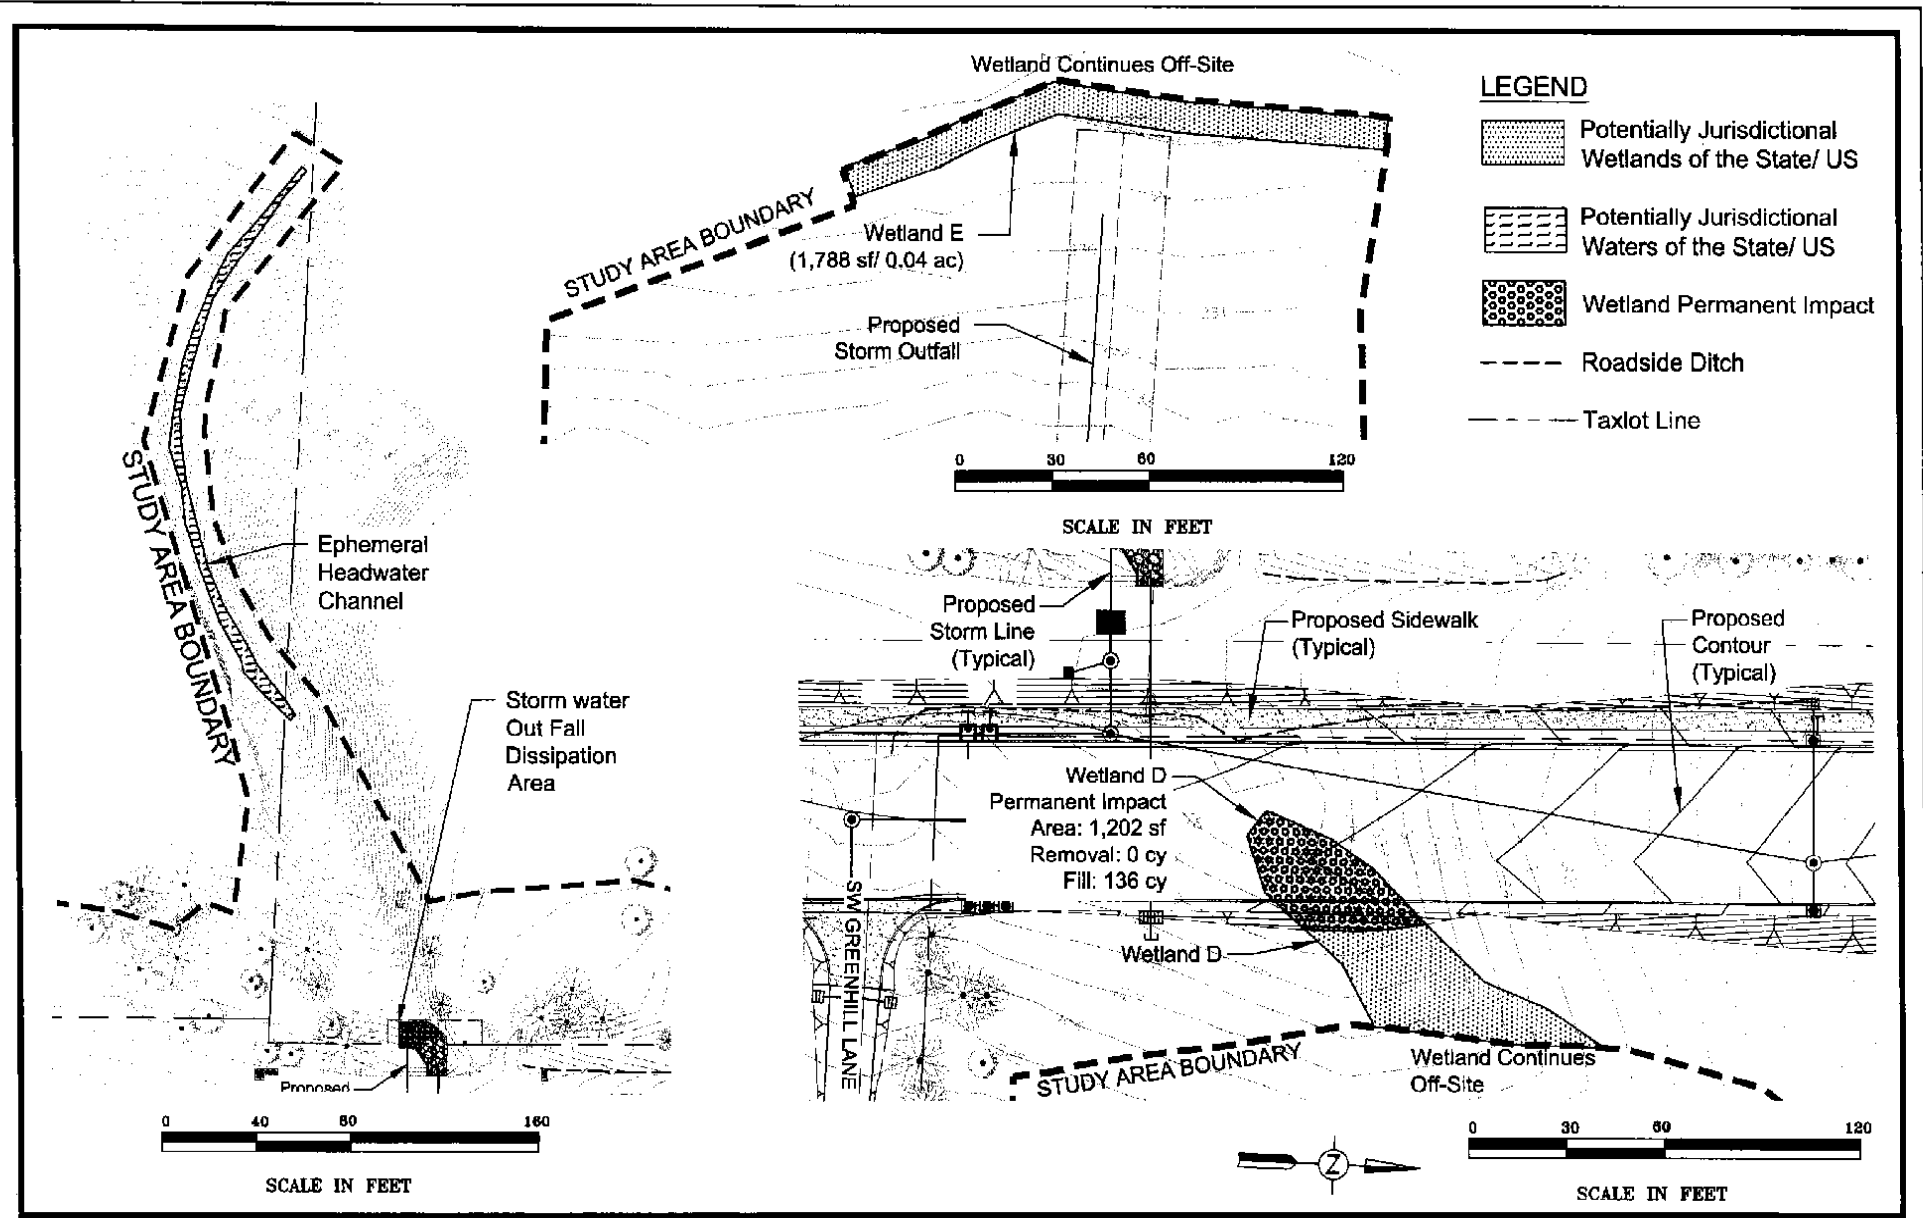 Wetland Continues Off-Site
STUDY AREA BOUNDARY
Wetland E
(1,788 sf/ 0.04 ac)
Proposed
Storm Outfall
0 30 60 120
SCALE IN FEET
LEGEND
Potentially Jurisdictional
Wetlands of the State/ US
Potentially Jurisdictional
Waters of the State/ US
Wetland Permanent Impact
Roadside Ditch
Taxlot Line
STUDY AREA BOUNDARY
Ephemeral
Headwater
Channel
Storm water
Out Fall
Dissipation
Area
Proposed
0 40 80 160
SCALE IN FEET
Proposed
Storm Line
(Typical)
Proposed Sidewalk
(Typical)
Proposed
Contour
(Typical)
Wetland D
Permanent Impact
Area: 1,202 sf
Removal: 0 cy
Fill: 136 cy
Wetland D
SW GREENHILL LANE
STUDY AREA BOUNDARY
Wetland Continues
Off-Site
Z
0 30 60 120
SCALE IN FEET